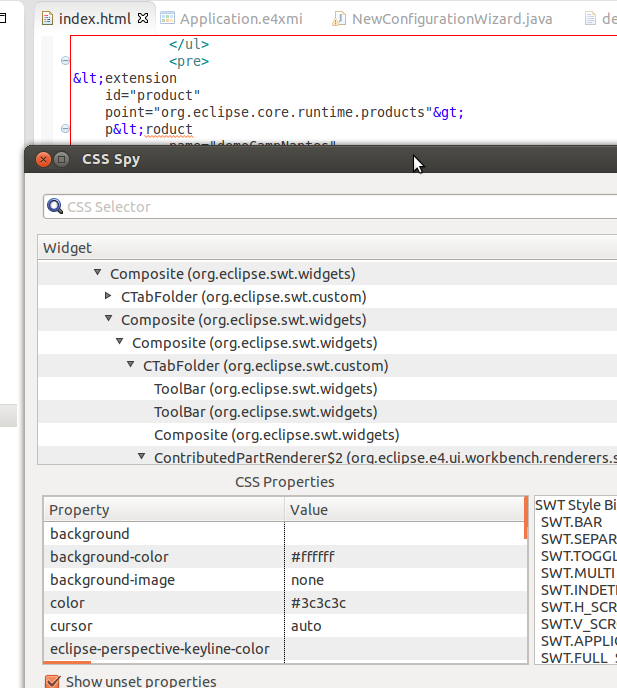 index.html Application.e4xmi NewConfigurationWizard.java de
</ul>
<pre>
&lt;extension
id="product"
point="org.eclipse.core.runtime.products"&gt;
p&lt;roduct
name="demoCampNantes"
CSS Spy
CSS Selector
Widget
Composite (org.eclipse.swt.widgets)
CTabFolder (org.eclipse.swt.custom)
Composite (org.eclipse.swt.widgets)
Composite (org.eclipse.swt.widgets)
CTabFolder (org.eclipse.swt.custom)
ToolBar (org.eclipse.swt.widgets)
ToolBar (org.eclipse.swt.widgets)
Composite (org.eclipse.swt.widgets)
ContributedPartRenderer$2 (org.eclipse.e4.ui.workbench.renderers.s
CSS Properties
Property Value
background
background-color #ffffff
background-image none
color #3c3c3c
cursor auto
eclipse-perspective-keyline-color
SWT Style Bi
SWT.BAR
SWT.SEPAR
SWT.TOGGL
SWT.MULTI
SWT.INDETE
SWT.H_SCR
SWT.V_SCRO
SWT.APPLIC
SWT.FULL_S
Show unset properties